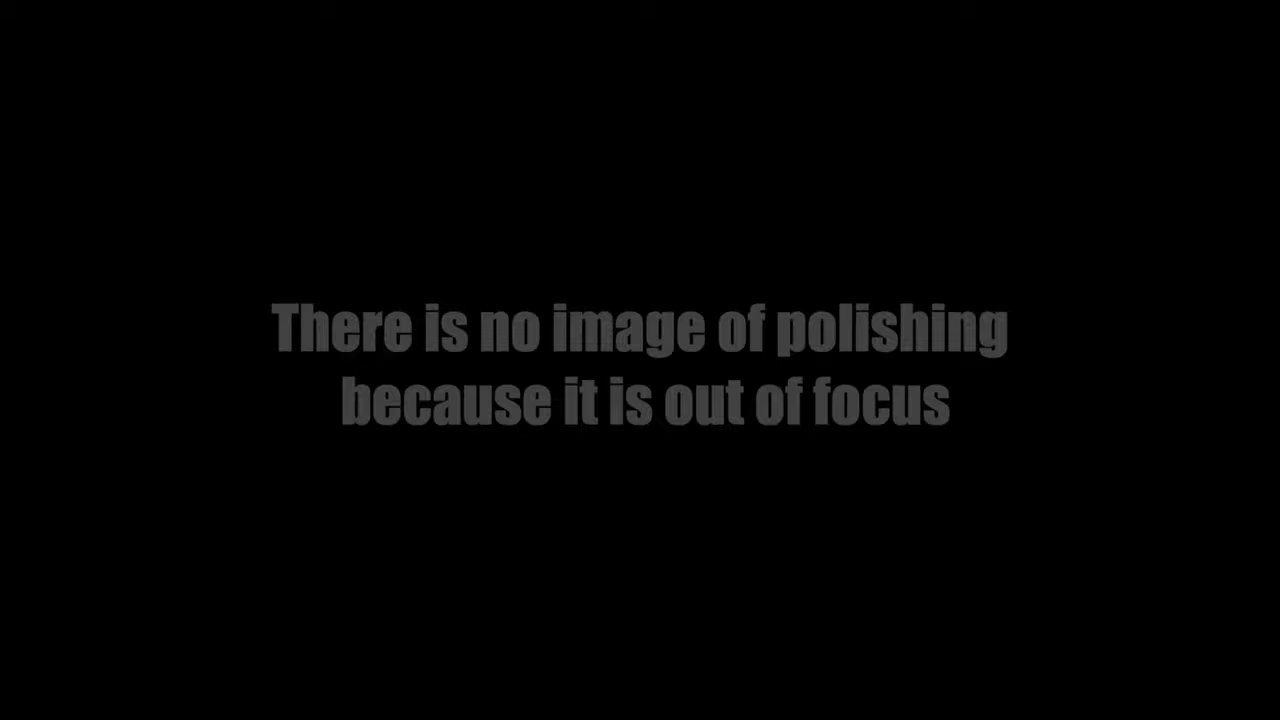 There is no image of polishing
because it is out of focus